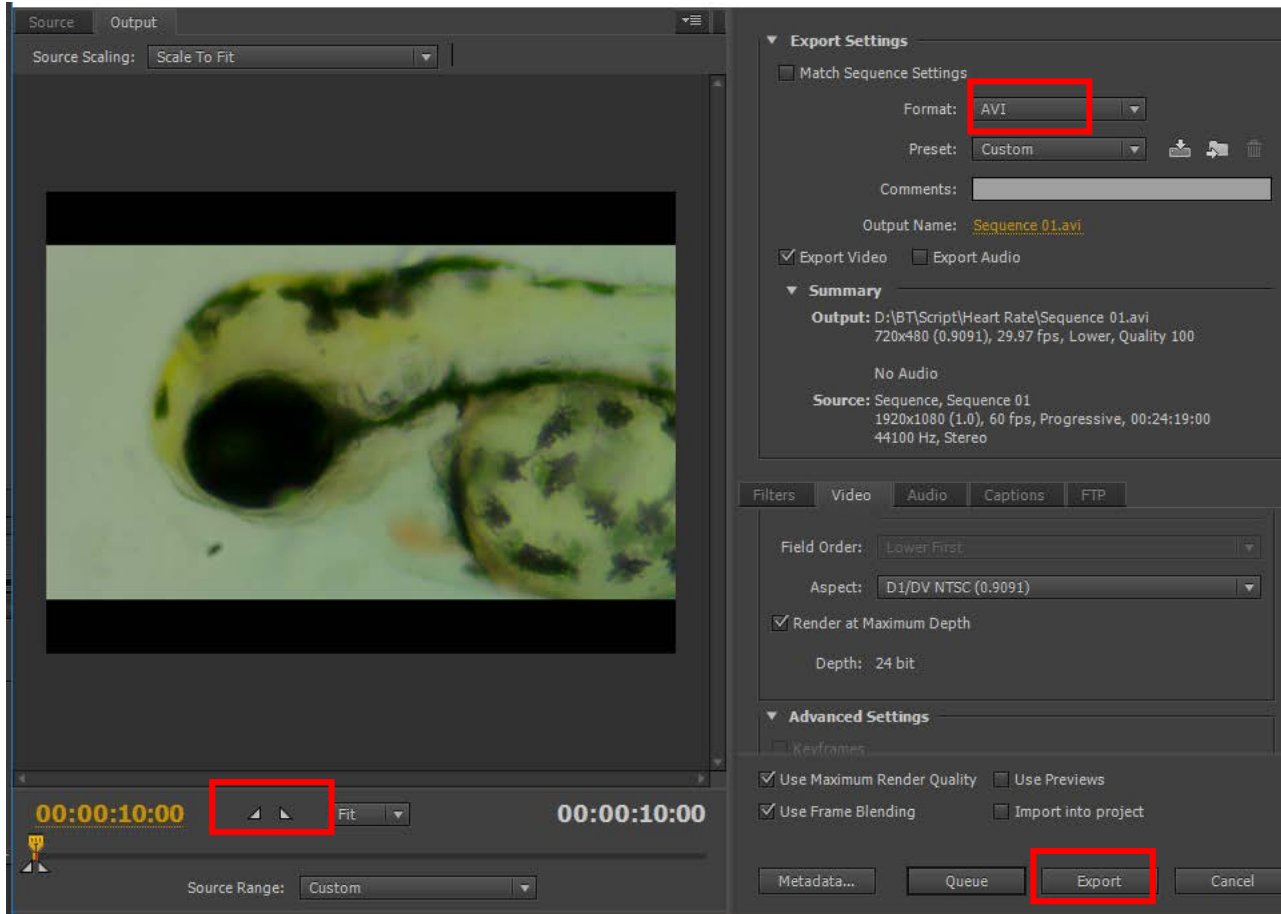 Source Output
Source Scaling: Scale To Fit
00:00:10:00 Fit 00:00:10:00
Source Range: Custom
Export Settings
Match Sequence Settings
Format: AVI
Preset: Custom
Comments:
Output Name: Sequence 01.avi
Export Video Export Audio
Summary
Output: D:\BT\Script\Heart Rate\Sequence 01.avi
720x480 (0.9091), 29.97 fps, Lower, Quality 100
No Audio
Source: Sequence, Sequence 01
1920x1080 (1.0), 60 fps, Progressive, 00:24:19:00
44100 Hz, Stereo
Filters Video Audio Captions FTP
Field Order: Lower First
Aspect: D1/DV NTSC (0.9091)
Render at Maximum Depth
Depth: 24 bit
Advanced Settings
Keyframes
Use Maximum Render Quality Use Previews
Use Frame Blending Import into project
Metadata... Queue Export Cancel